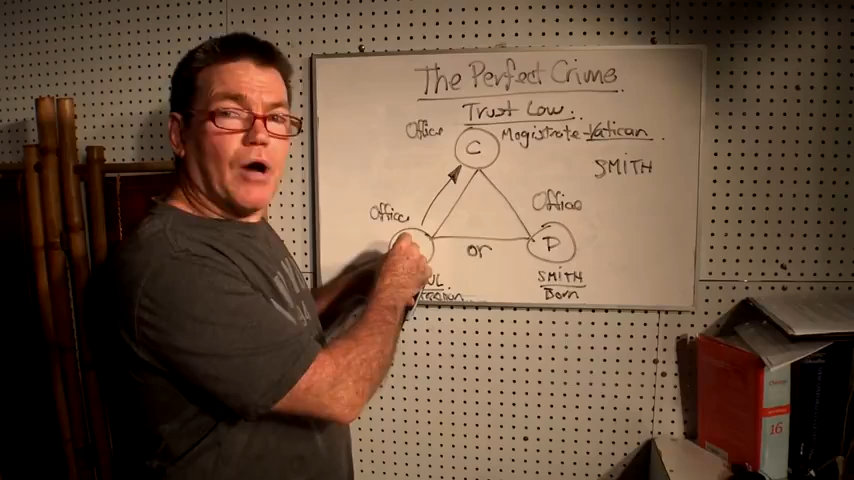 The Perfect Crime.
Trust Law.
Office
C
Magistrate-Vatican
SMITH
Office
Office
D
or
SMITH
Born
16